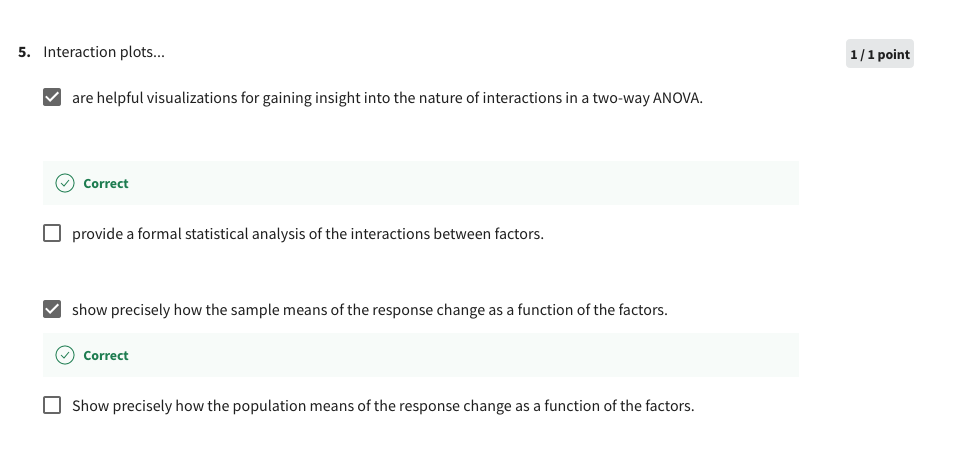 5. Interaction plots...
1 / 1 point
are helpful visualizations for gaining insight into the nature of interactions in a two-way ANOVA.
Correct
provide a formal statistical analysis of the interactions between factors.
show precisely how the sample means of the response change as a function of the factors.
Correct
Show precisely how the population means of the response change as a function of the factors.